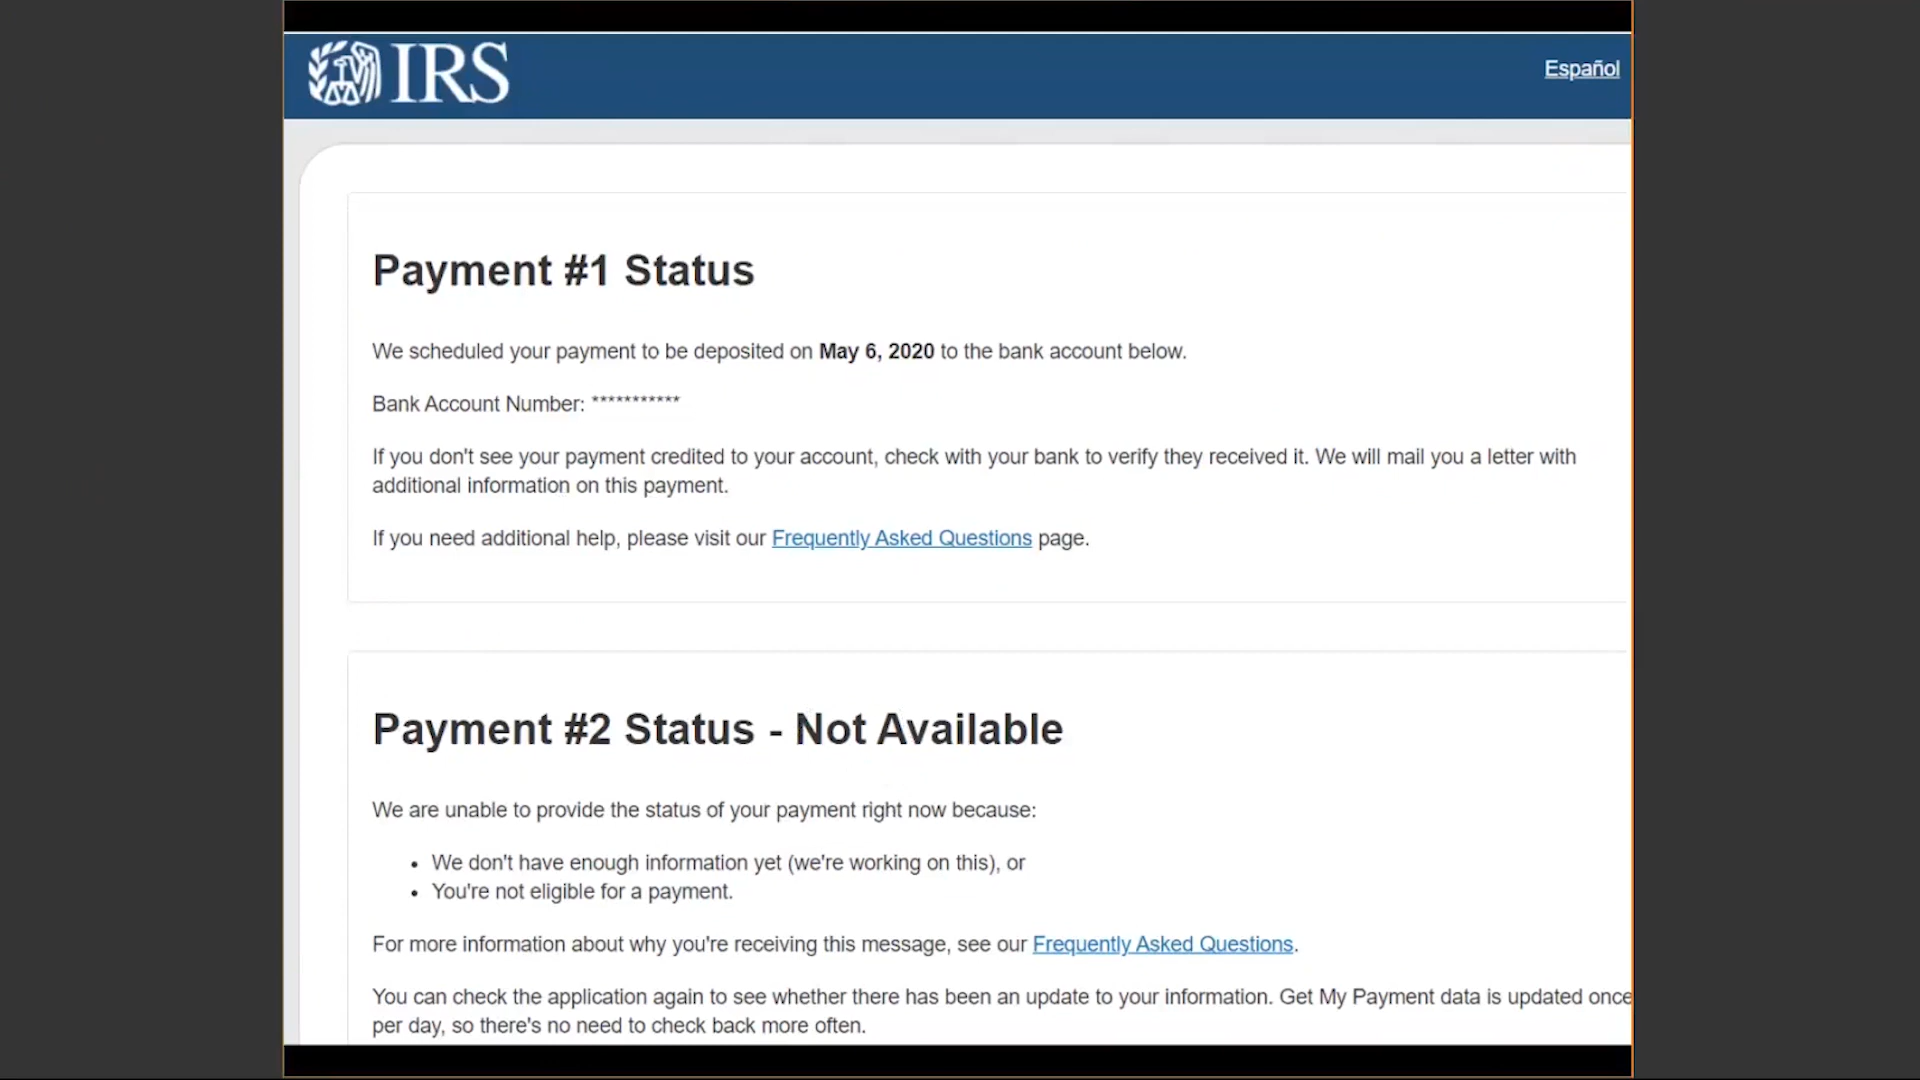 IRS
Español
Payment #1 Status
We scheduled your payment to be deposited on May 6, 2020 to the bank account below.
Bank Account Number: ***********
If you don't see your payment credited to your account, check with your bank to verify they received it. We will mail you a letter with
additional information on this payment.
If you need additional help, please visit our Frequently Asked Questions page.
Payment #2 Status - Not Available
We are unable to provide the status of your payment right now because:
• We don't have enough information yet (we're working on this), or
• You're not eligible for a payment.
For more information about why you're receiving this message, see our Frequently Asked Questions.
You can check the application again to see whether there has been an update to your information. Get My Payment data is updated once
per day, so there's no need to check back more often.